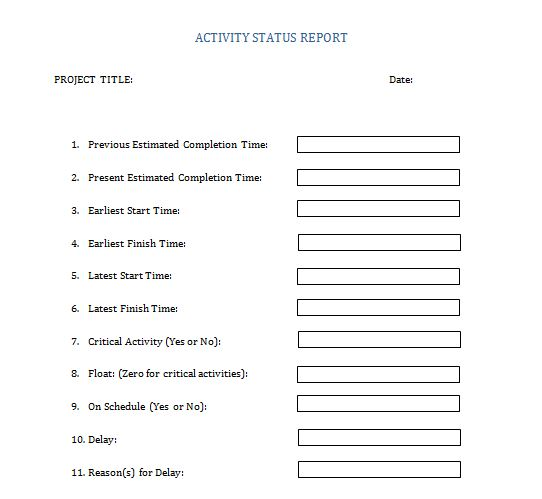 ACTIVITY STATUS REPORT
PROJECT TITLE: Date:
1. Previous Estimated Completion Time:
2. Present Estimated Completion Time:
3. Earliest Start Time:
4. Earliest Finish Time:
5. Latest Start Time:
6. Latest Finish Time:
7. Critical Activity (Yes or No):
8. Float: (Zero for critical activities):
9. On Schedule (Yes or No):
10. Delay:
11. Reason(s) for Delay: